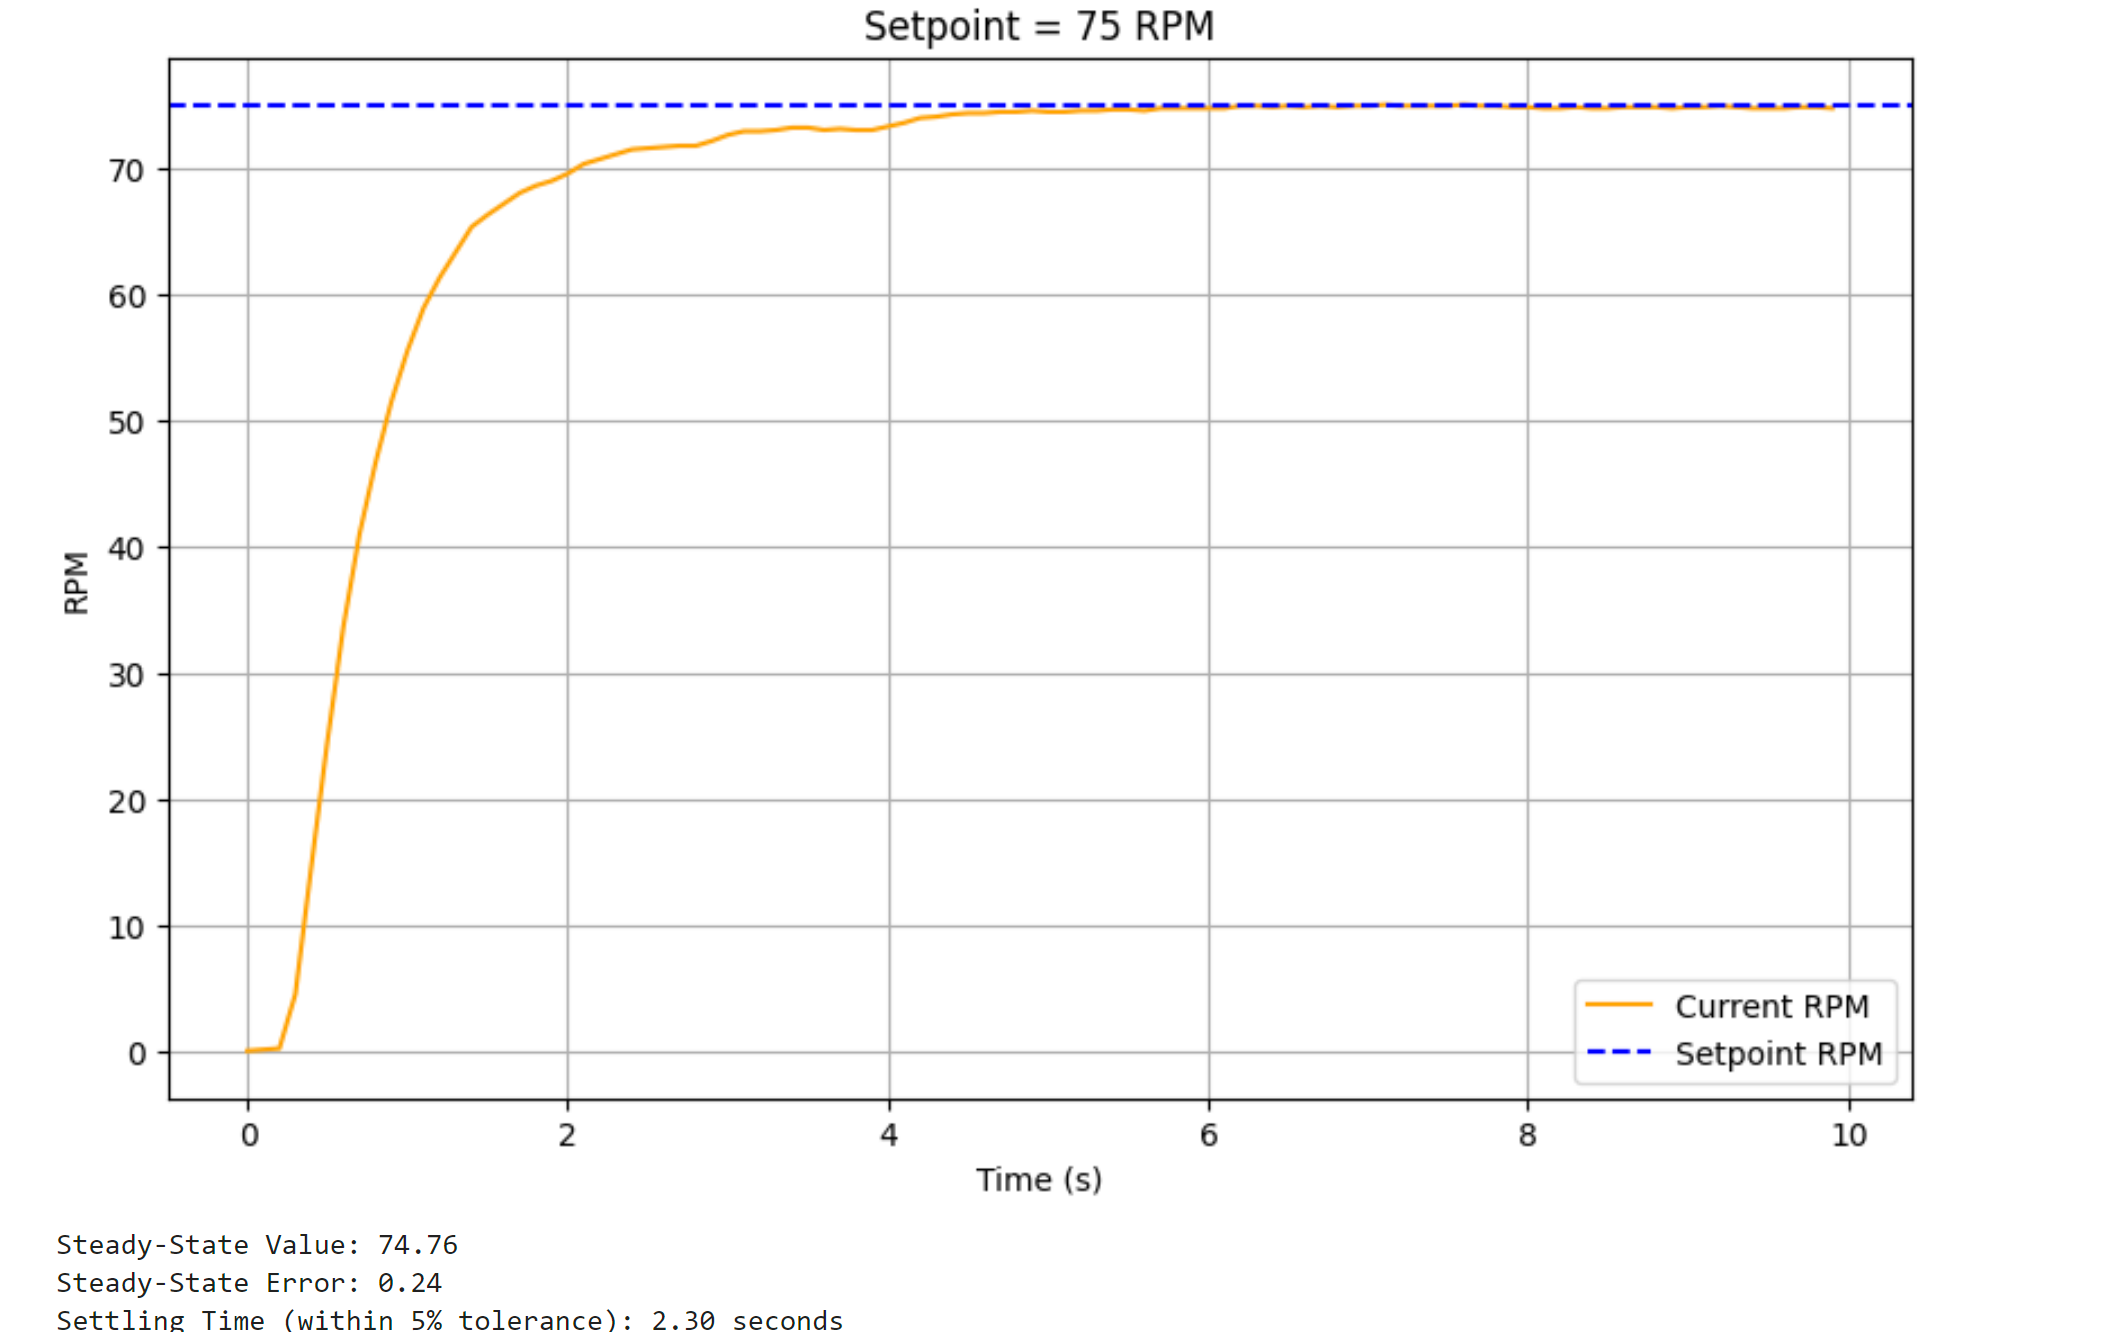 Setpoint = 75 RPM
70
60
50
40
30
20
10
0
RPM
0 2 4 6 8 10
Time (s)
Current RPM
Setpoint RPM
Steady-State Value: 74.76
Steady-State Error: 0.24
Settling Time (within 5% tolerance): 2.30 seconds